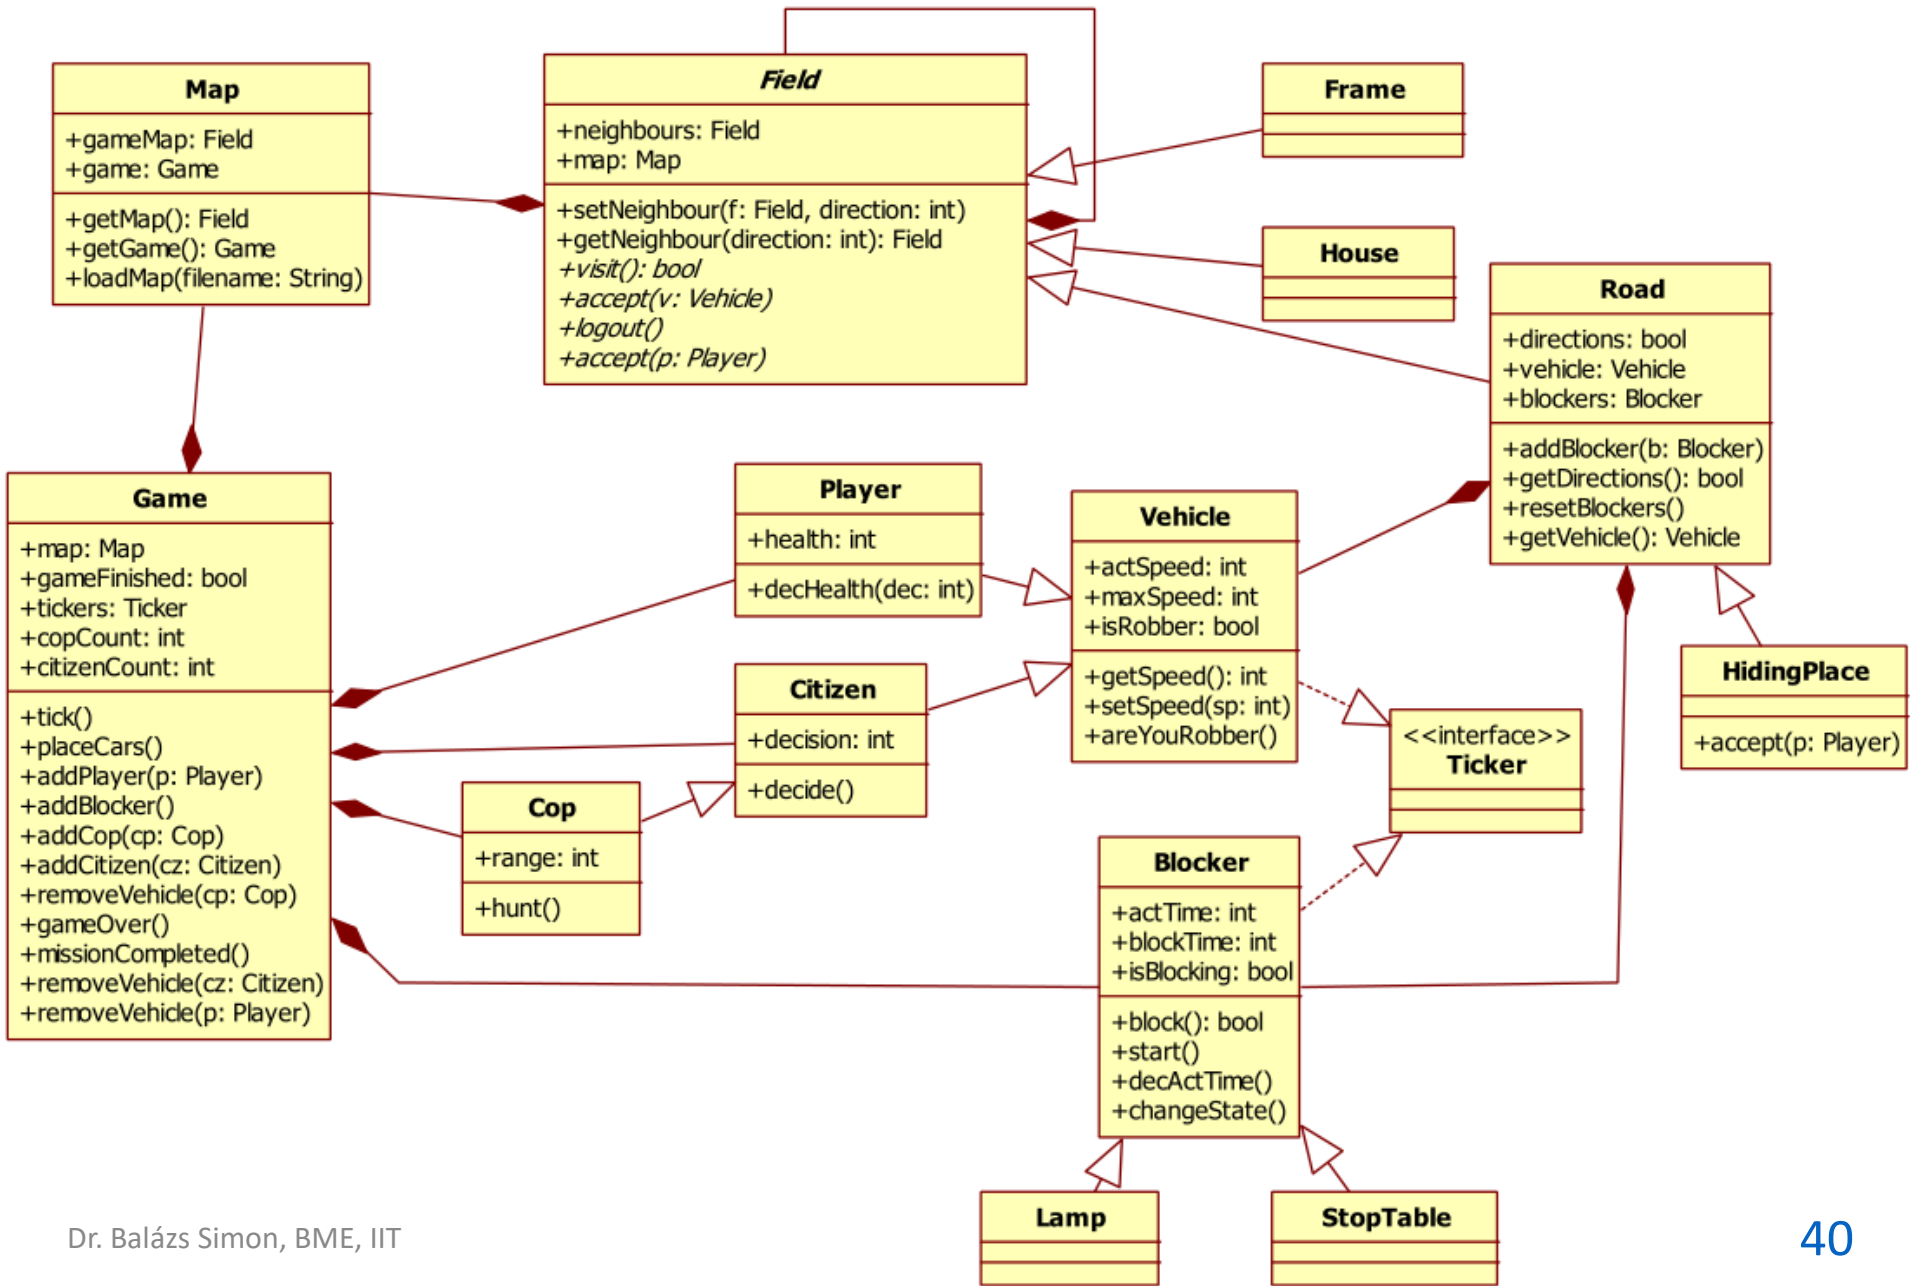 Map
+gameMap: Field
+game: Game
+getMap(): Field
+getGame(): Game
+loadMap(filename: String)
Field
+neighbours: Field
+map: Map
+setNeighbour(f: Field, direction: int)
+getNeighbour(direction: int): Field
+visit(): bool
+accept(v: Vehicle)
+logout()
+accept(p: Player)
Frame
House
Road
+directions: bool
+vehicle: Vehicle
+blockers: Blocker
+addBlocker(b: Blocker)
+getDirections(): bool
+resetBlockers()
+getVehicle(): Vehicle
Game
+map: Map
+gameFinished: bool
+tickers: Ticker
+copCount: int
+citizenCount: int
+tick()
+placeCars()
+addPlayer(p: Player)
+addBlocker()
+addCop(cp: Cop)
+addCitizen(cz: Citizen)
+removeVehicle(cp: Cop)
+gameOver()
+missionCompleted()
+removeVehicle(cz: Citizen)
+removeVehicle(p: Player)
Player
+health: int
+decHealth(dec: int)
Vehicle
+actSpeed: int
+maxSpeed: int
+isRobber: bool
+getSpeed(): int
+setSpeed(sp: int)
+areYouRobber()
Citizen
+decision: int
+decide()
Cop
+range: int
+hunt()
HidingPlace
+accept(p: Player)
<<interface>>
Ticker
Blocker
+actTime: int
+blockTime: int
+isBlocking: bool
+block(): bool
+start()
+decActTime()
+changeState()
Lamp
StopTable
Dr. Balázs Simon, BME, IIT
40